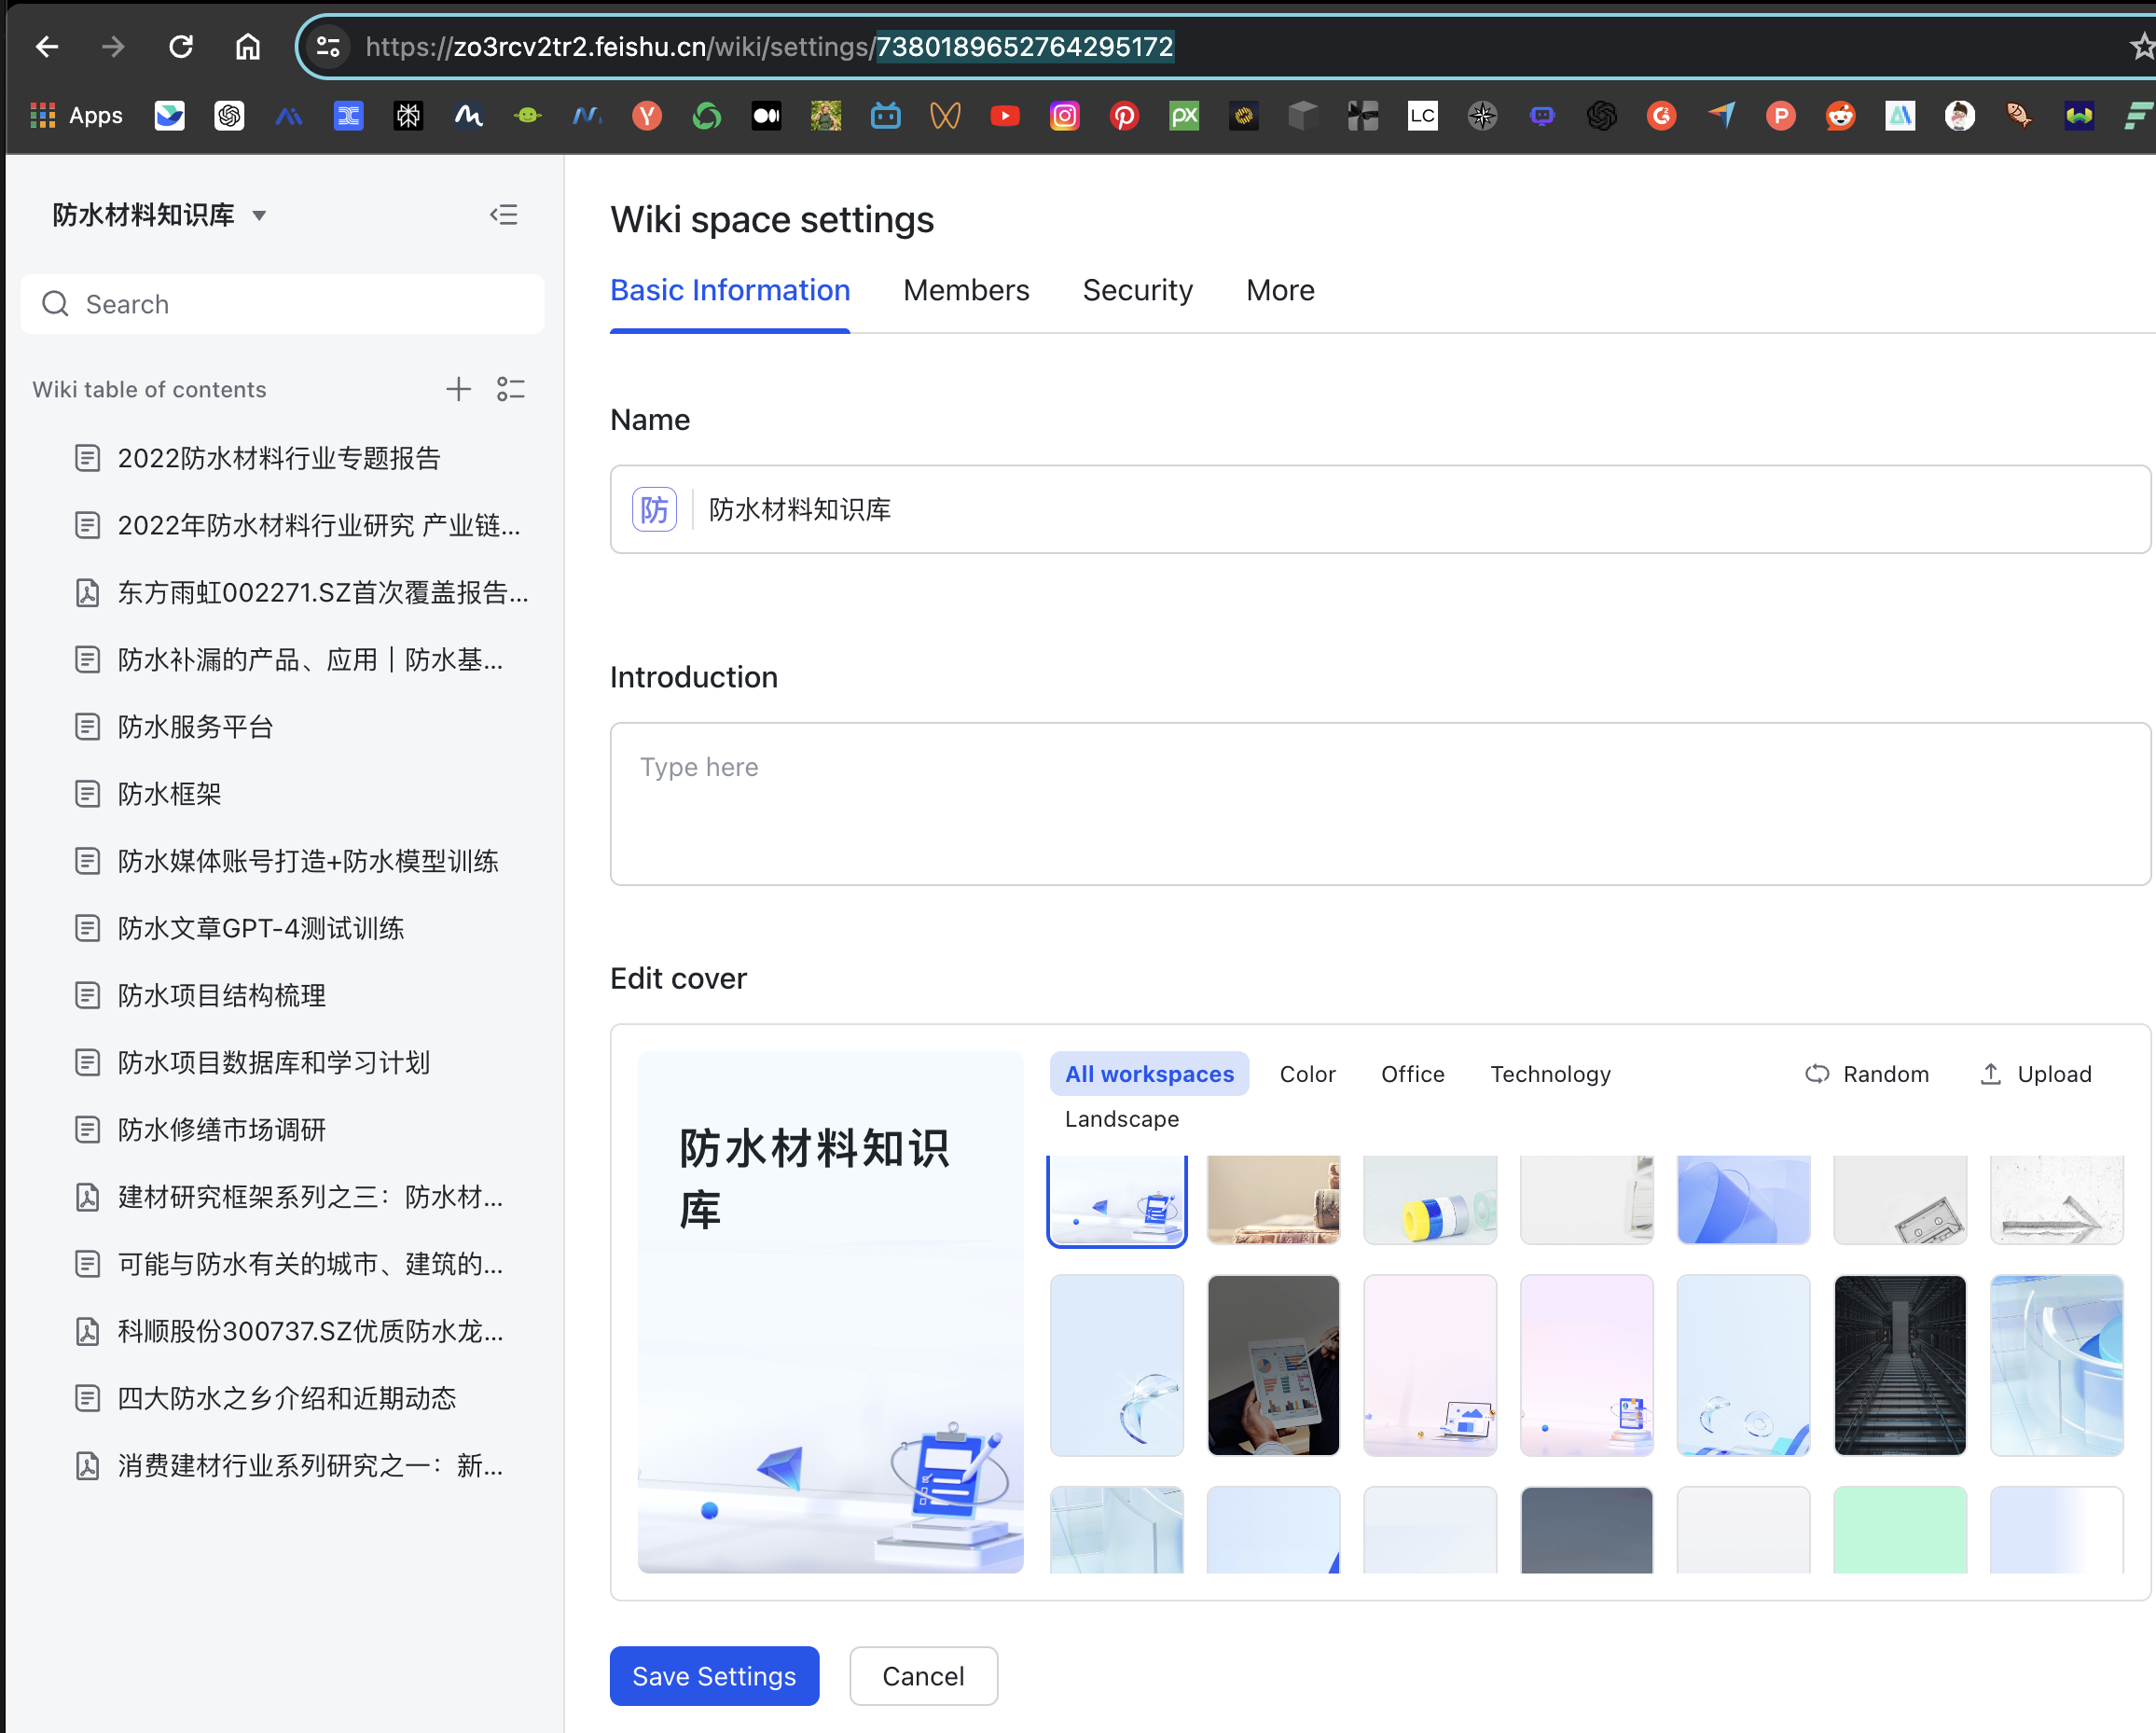 https://zo3rcv2tr2.feishu.cn/wiki/settings/7380189652764295172
Apps
LC
防水材料知识库
Search
Wiki table of contents
2022防水材料行业专题报告
2022年防水材料行业研究 产业链...
东方雨虹002271.SZ首次覆盖报告...
防水补漏的产品、应用｜防水基...
防水服务平台
防水框架
防水媒体账号打造+防水模型训练
防水文章GPT-4测试训练
防水项目结构梳理
防水项目数据库和学习计划
防水修缮市场调研
建材研究框架系列之三：防水材...
可能与防水有关的城市、建筑的...
科顺股份300737.SZ优质防水龙...
四大防水之乡介绍和近期动态
消费建材行业系列研究之一：新...
Wiki space settings
Basic Information Members Security More
Name
防 防水材料知识库
Introduction
Type here
Edit cover
防水材料知识
库
All workspaces Color Office Technology Random Upload
Landscape
Save Settings Cancel